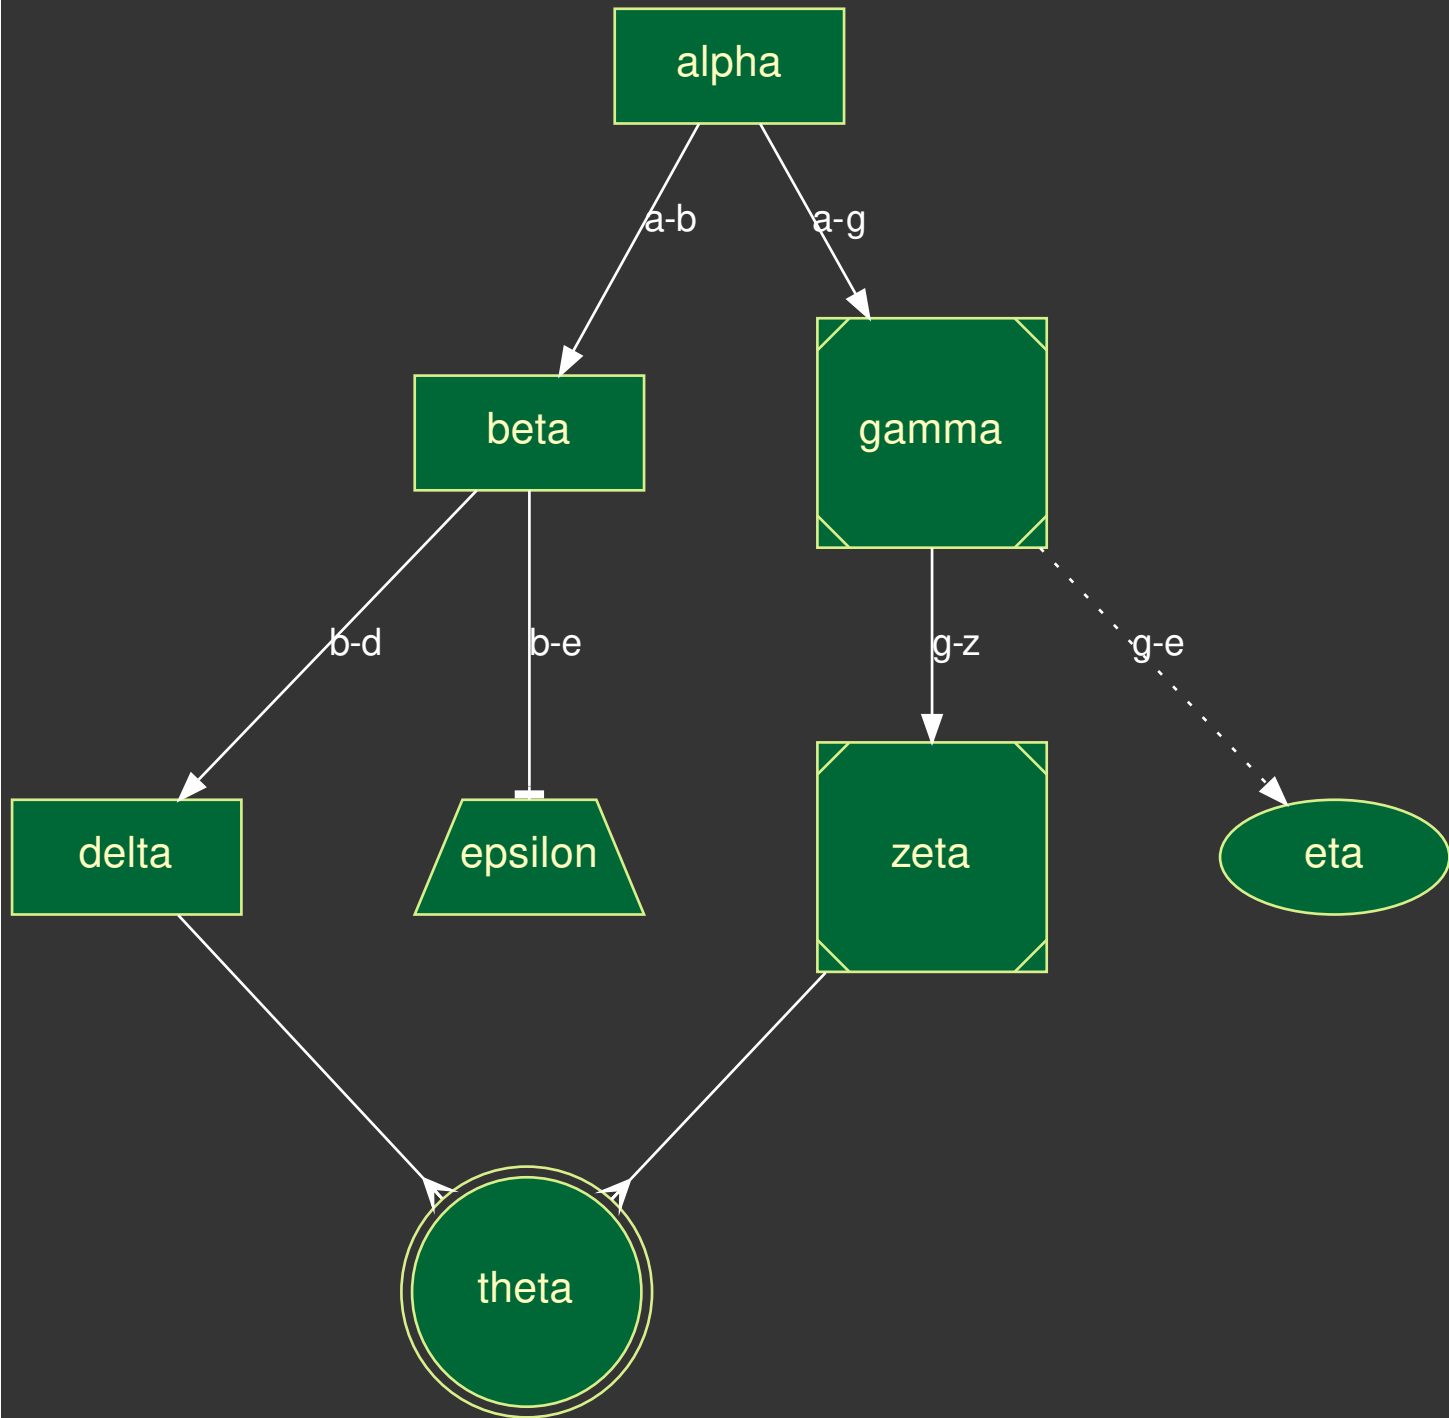 alpha
a-b
a-g
beta
gamma
b-d
b-e
g-z
g-e
delta
epsilon
zeta
eta
theta